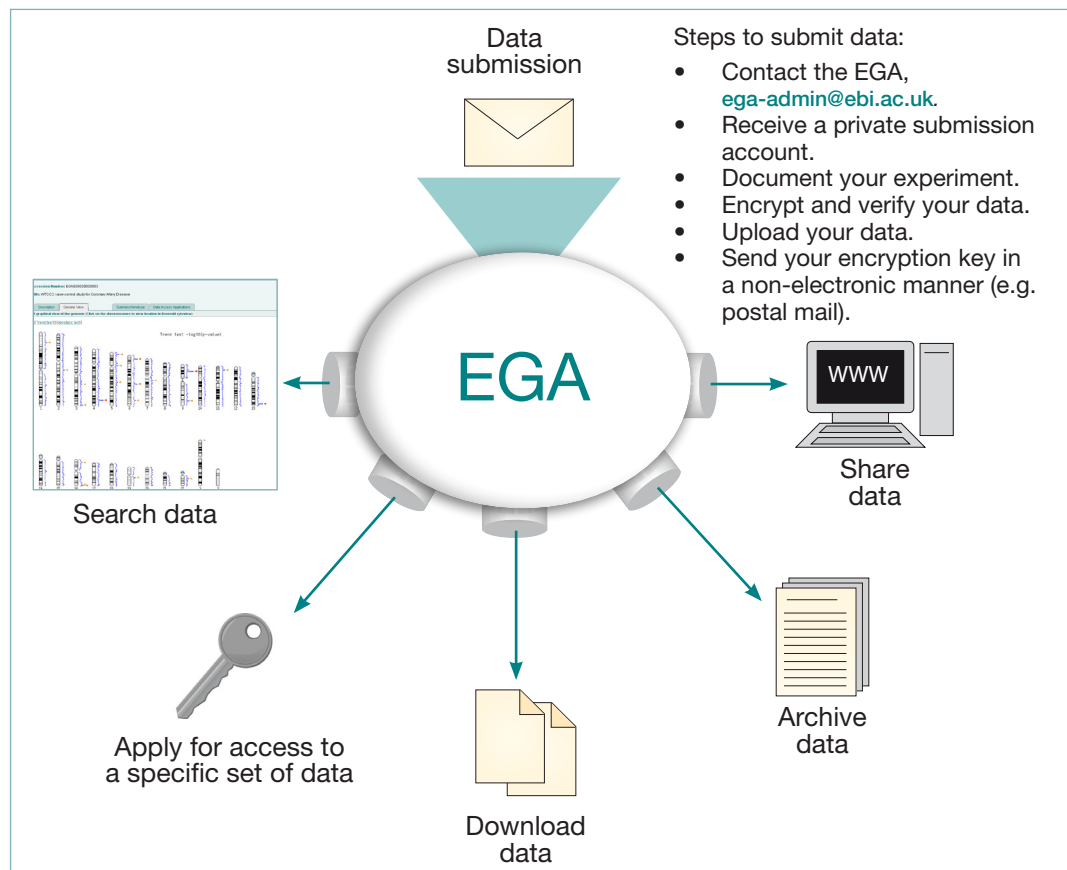 Data
submission
Steps to submit data:
• Contact the EGA,
ega-admin@ebi.ac.uk.
• Receive a private submission
account.
• Document your experiment.
• Encrypt and verify your data.
• Upload your data.
• Send your encryption key in
a non-electronic manner (e.g.
postal mail).
EGA
WWW
Share
data
Search data
Archive
data
Apply for access to
a specific set of data
Download
data